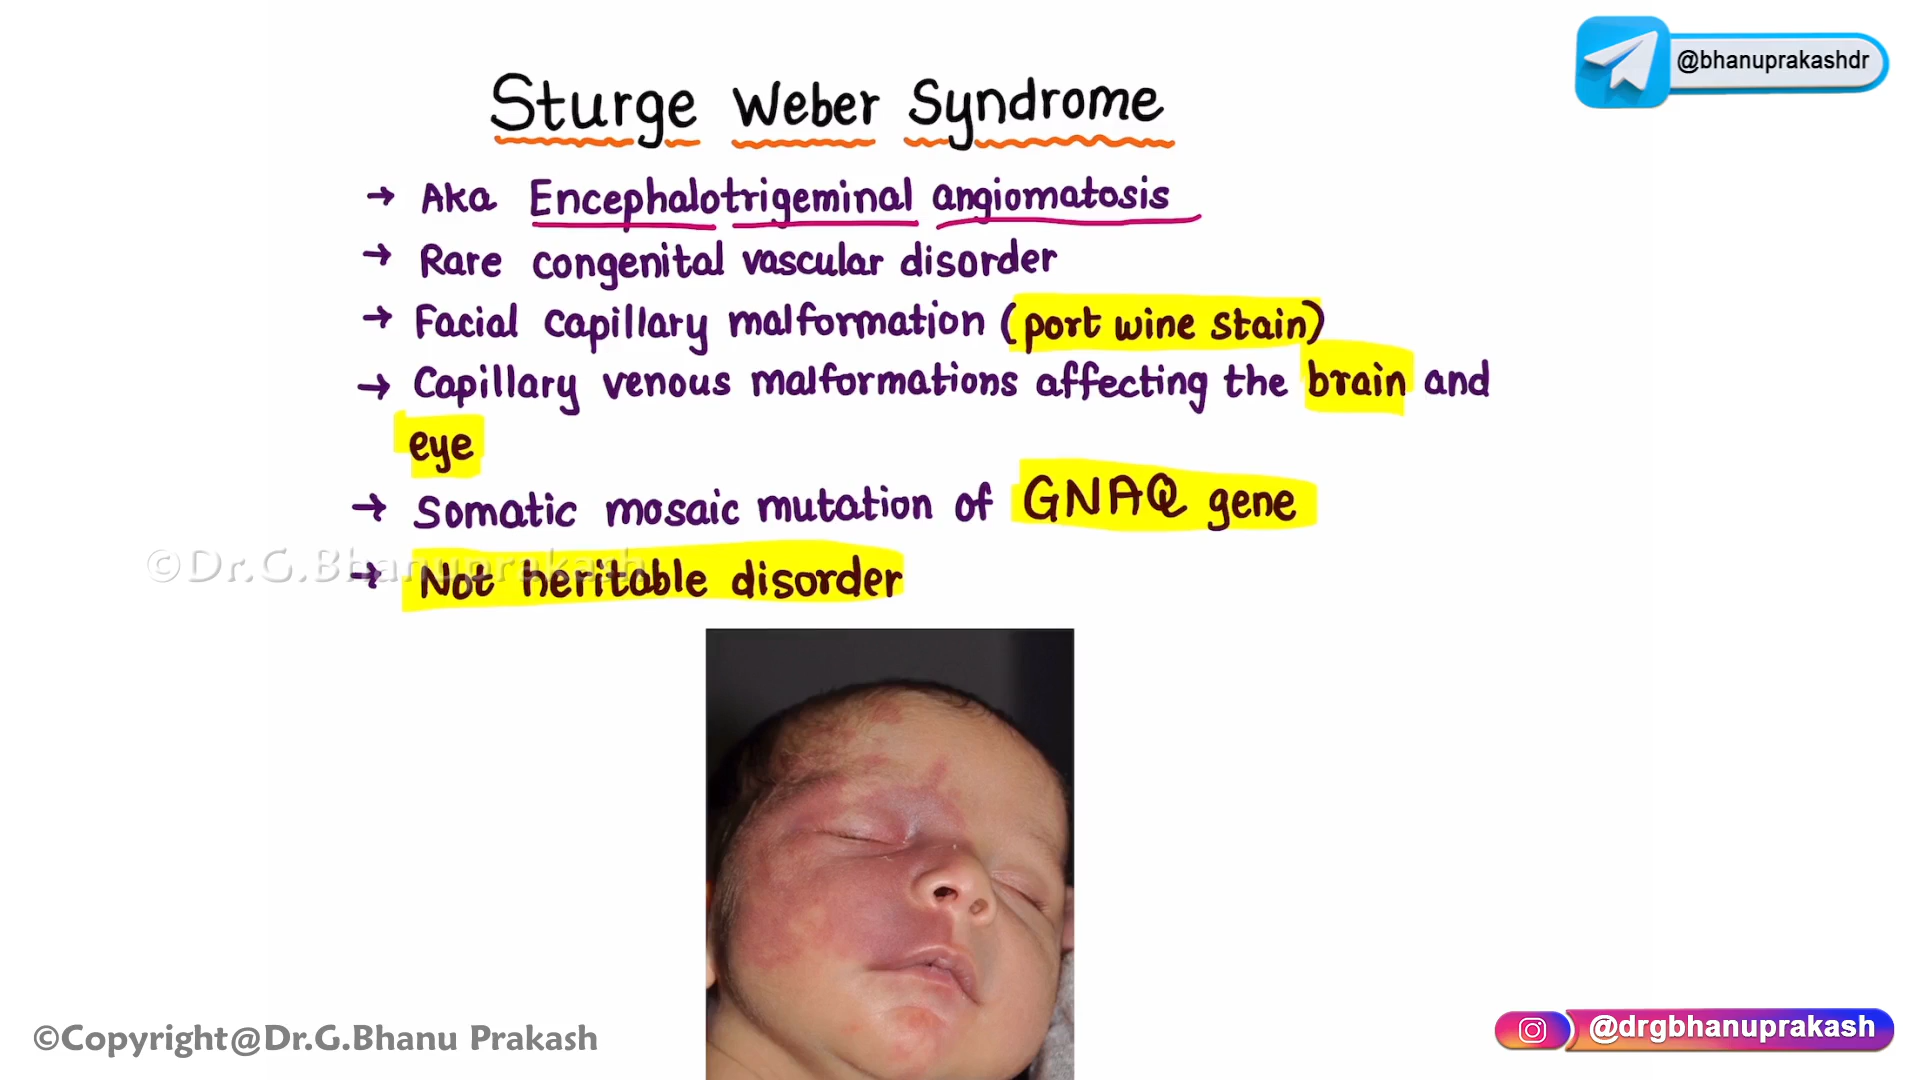 @bhanuprakashdr
Sturge Weber Syndrome
→ Aka Encephalotrigeminal angiomatosis
→ Rare congenital vascular disorder
→ Facial capillary malformation (port wine stain)
→ Capillary venous malformations affecting the brain and
eye
→ Somatic mosaic mutation of GNAQ gene
©Dr.G.Bhanuprakash
→ Not heritable disorder
©Copyright@Dr.G.Bhanu Prakash
@drgbhanuprakash